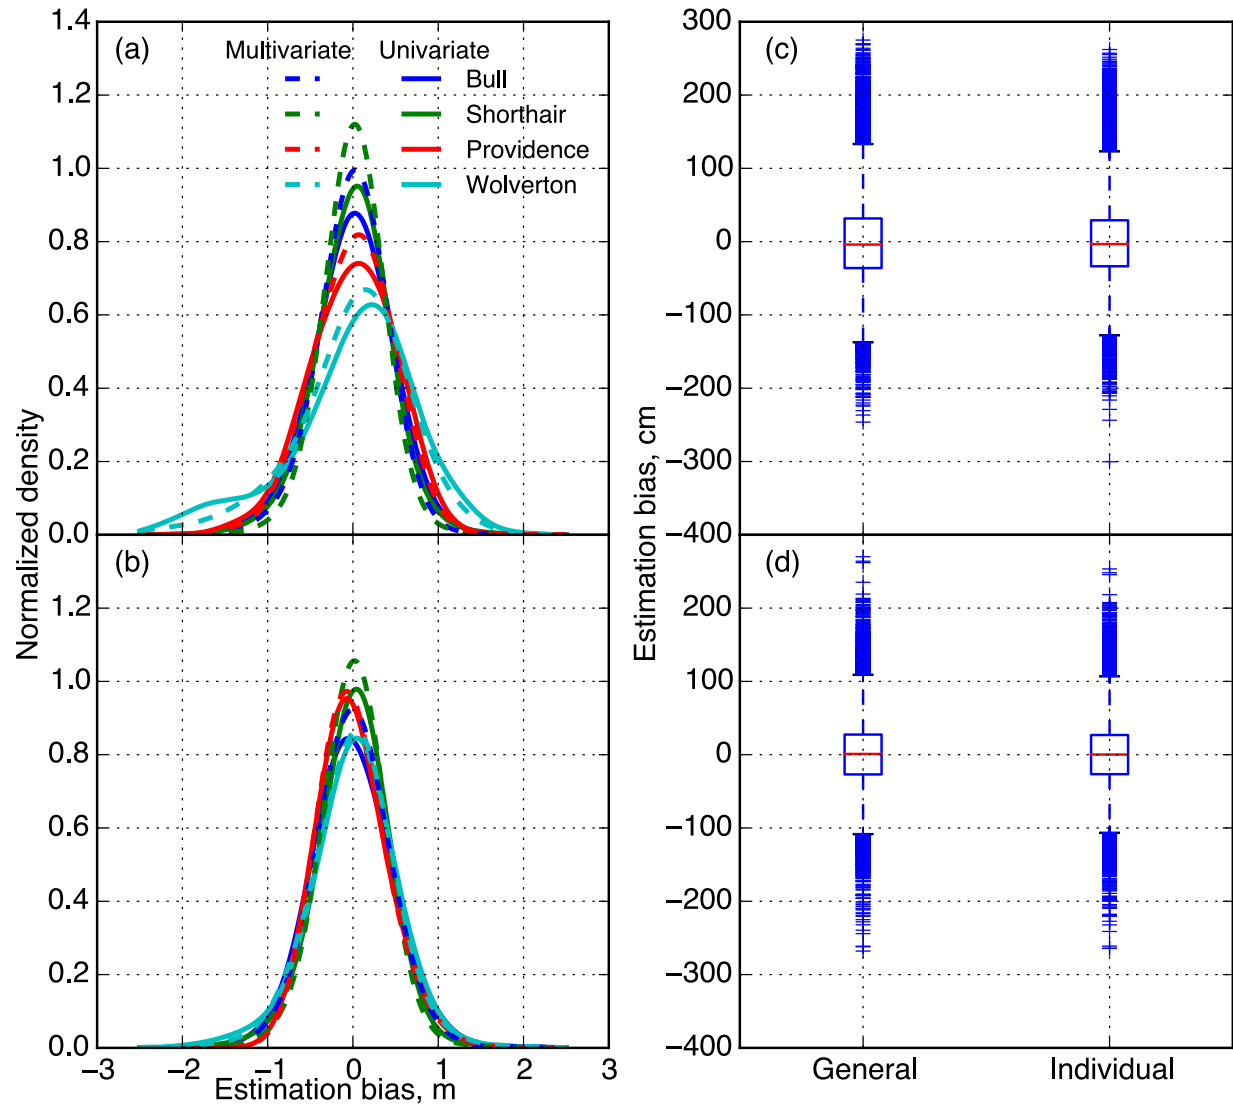 1.4
1.2
1.0
0.8
0.6
0.4
0.2
0.0
(a)
Multivariate Univariate
Bull
Shorthair
Providence
Wolverton
300
200
100
0
−100
−200
−300
−400
(c)
Normalized density
Estimation bias, cm
1.2
1.0
0.8
0.6
0.4
0.2
0.0
(b)
−3 −2 −1 0 1 2 3
Estimation bias, m
200
100
0
−100
−200
−300
−400
(d)
General Individual